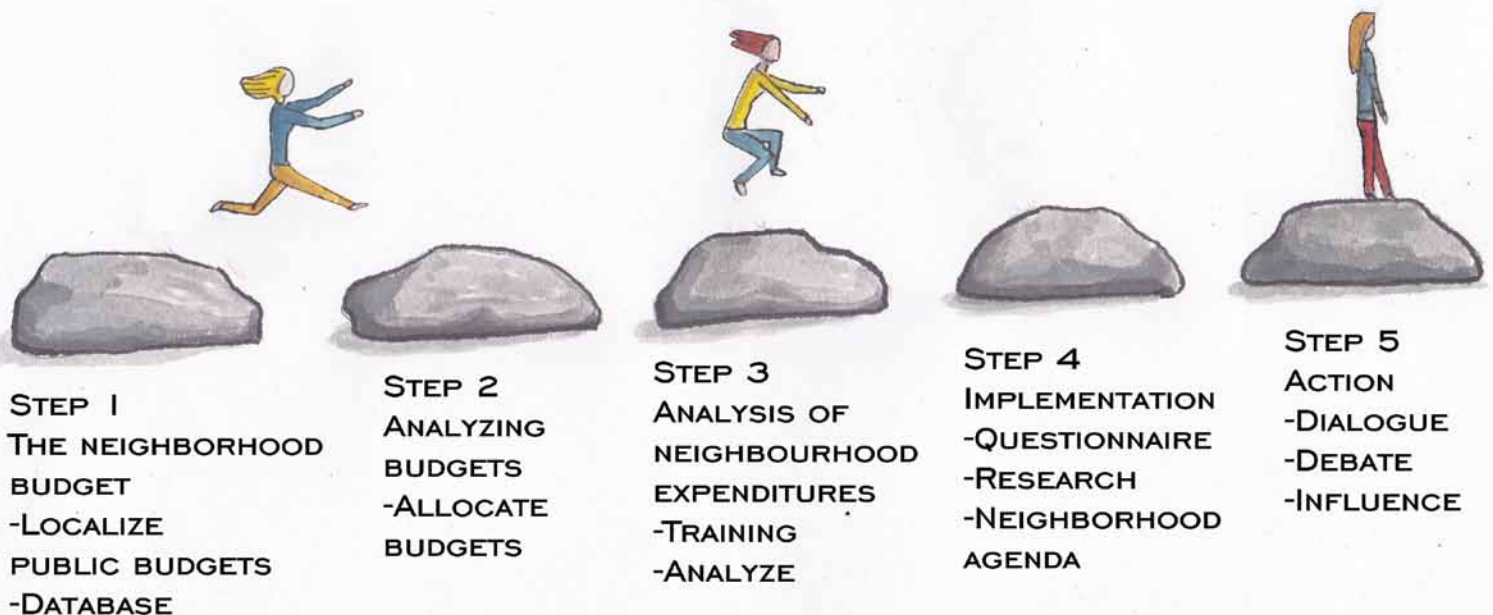 STEP 1
THE NEIGHBORHOOD
BUDGET
-LOCALIZE
PUBLIC BUDGETS
-DATABASE
STEP 2
ANALYZING
BUDGETS
-ALLOCATE
BUDGETS
STEP 3
ANALYSIS OF
NEIGHBOURHOOD
EXPENDITURES
-TRAINING
-ANALYZE
STEP 4
IMPLEMENTATION
-QUESTIONNAIRE
-RESEARCH
-NEIGHBORHOOD
AGENDA
STEP 5
ACTION
-DIALOGUE
-DEBATE
-INFLUENCE